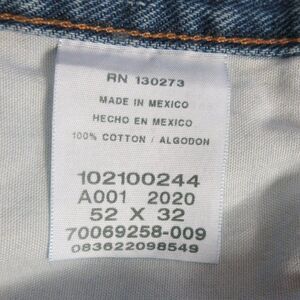 RN 130273
MADE IN MEXICO
HECHO EN MEXICO
100% COTTON / ALGODON
102100244
A001 2020
52 X 32
70069258-009
083622098549